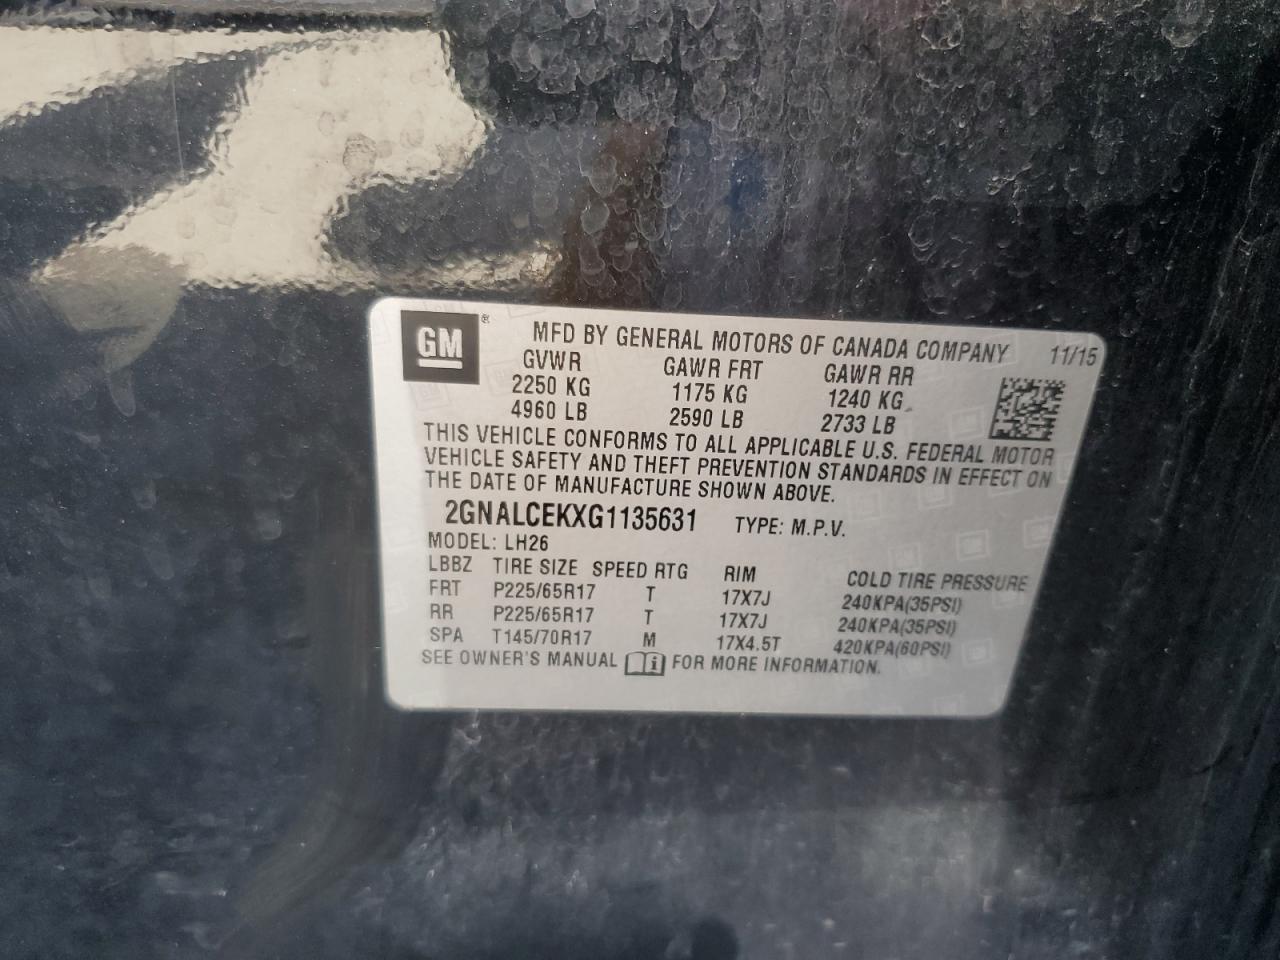 GM® MFD BY GENERAL MOTORS OF CANADA COMPANY 11/15
GVWR GAWR FRT GAWR RR
2250 KG 1175 KG 1240 KG
4960 LB 2590 LB 2733 LB
THIS VEHICLE CONFORMS TO ALL APPLICABLE U.S. FEDERAL MOTOR
VEHICLE SAFETY AND THEFT PREVENTION STANDARDS IN EFFECT ON
THE DATE OF MANUFACTURE SHOWN ABOVE.
2GNALCEKXG1135631 TYPE: M.P.V.
MODEL: LH26
LBBZ TIRE SIZE SPEED RTG RIM COLD TIRE PRESSURE
FRT P225/65R17 T 17X7J 240KPA(35PSI)
RR P225/65R17 T 17X7J 240KPA(35PSI)
SPA T145/70R17 M 17X4.5T 420KPA(60PSI)
SEE OWNER'S MANUAL FOR MORE INFORMATION.